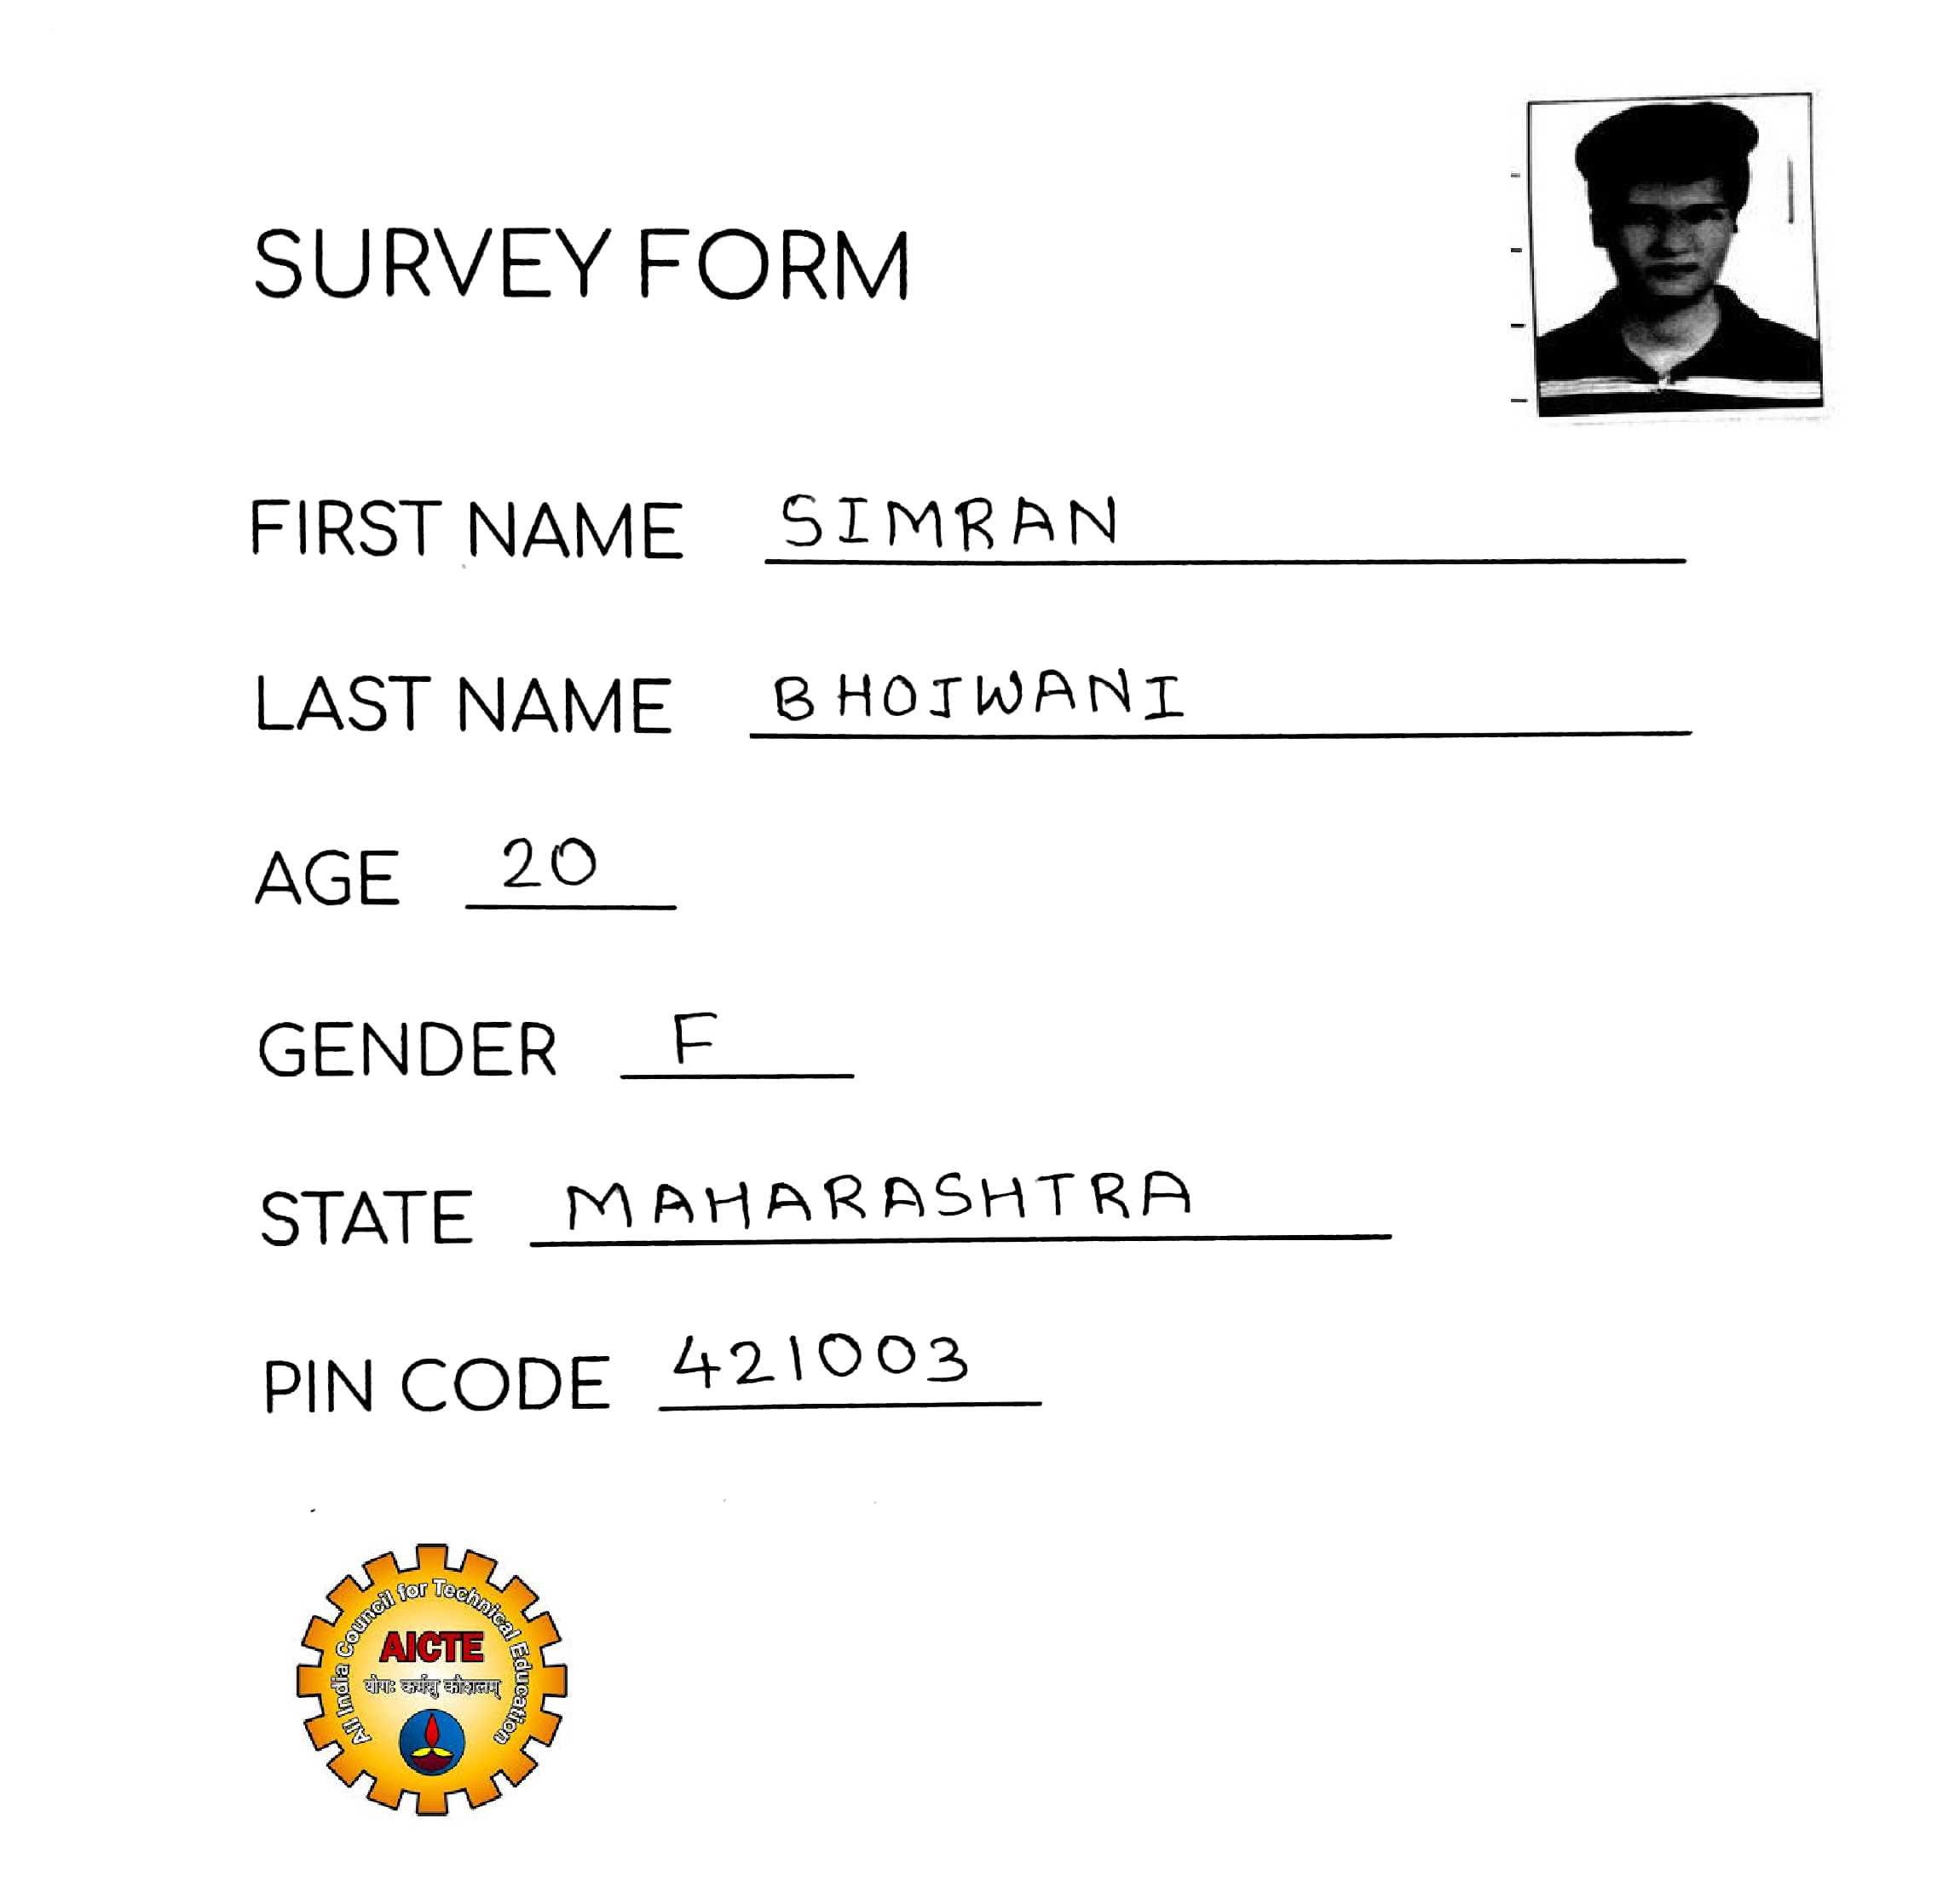 SURVEY FORM
FIRST NAME SIMRAN
LAST NAME BHOJWANI
AGE 20
GENDER F
STATE MAHARASHTRA
PIN CODE 421003
All India Council for Technical Education
AICTE
योगः कर्मसु कौशलम्